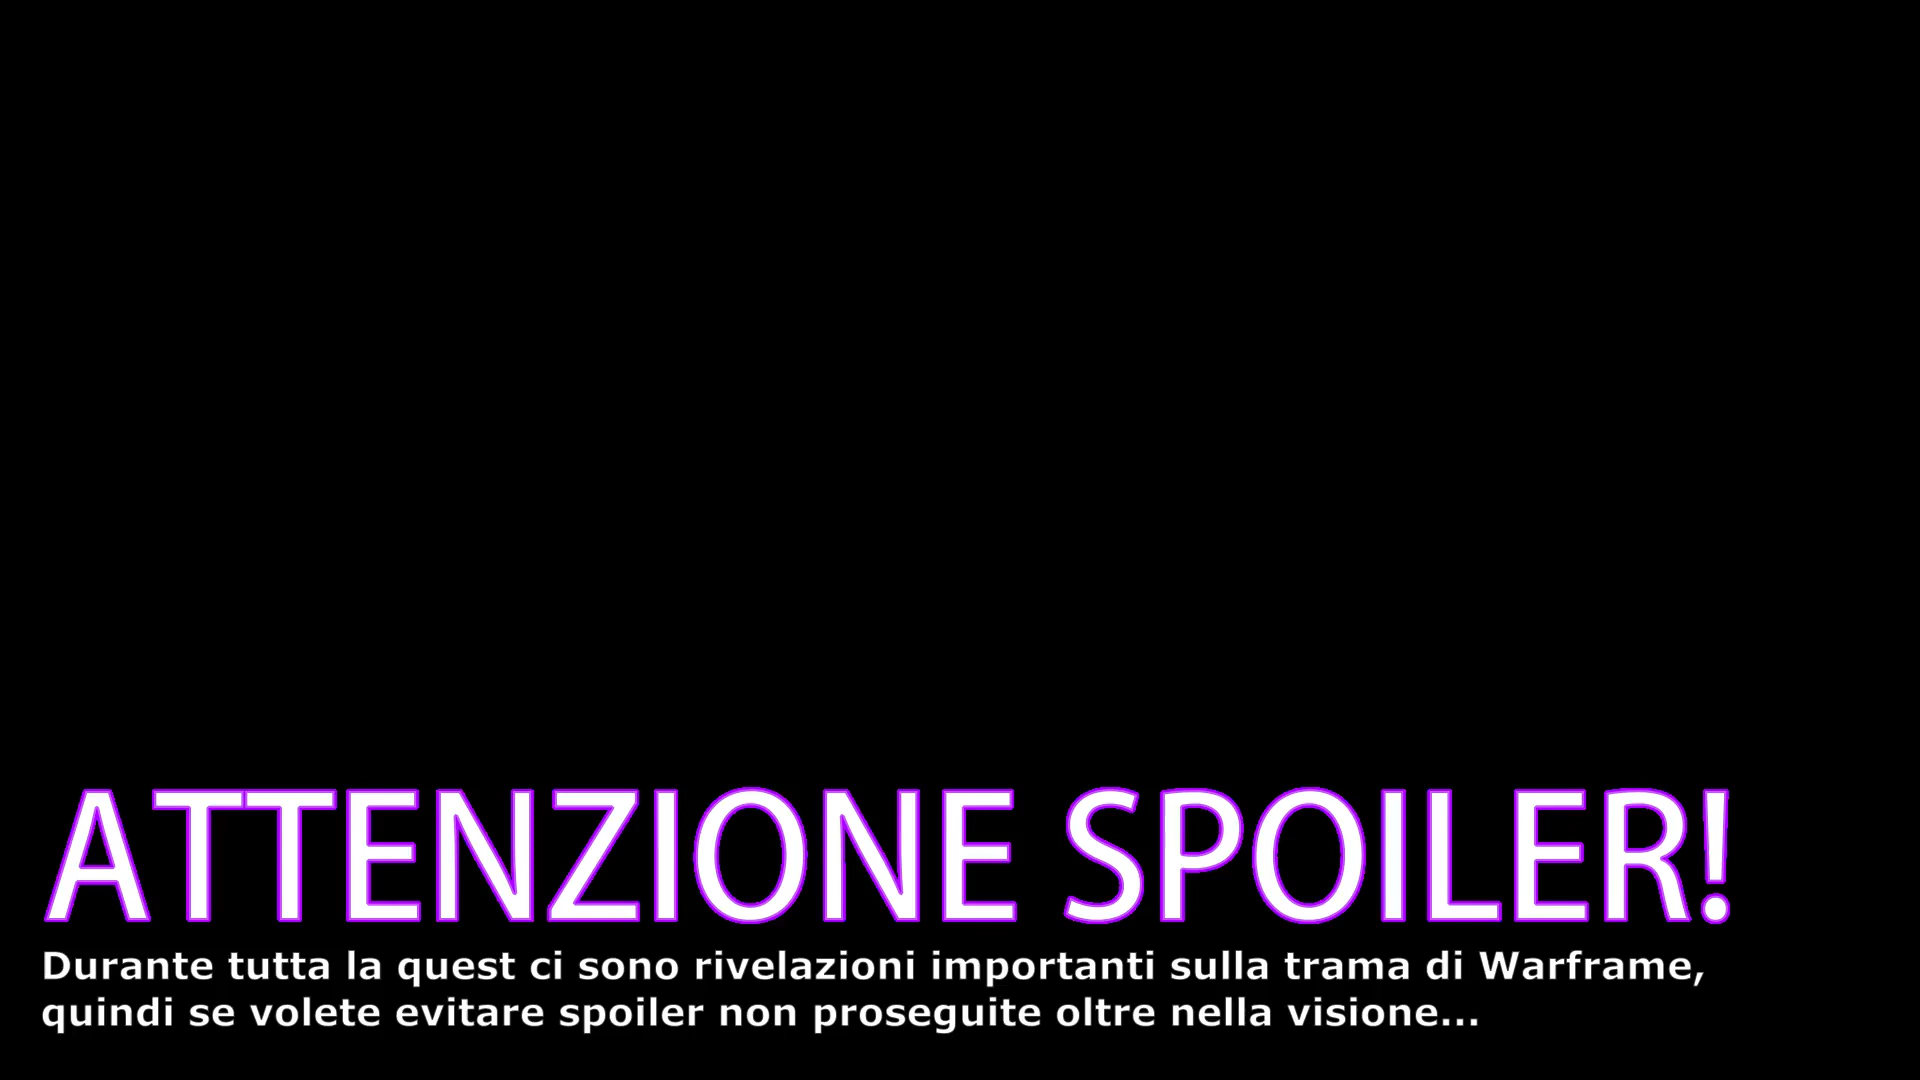 ATTENZIONE SPOILER!
Durante tutta la quest ci sono rivelazioni importanti sulla trama di Warframe,
quindi se volete evitare spoiler non proseguite oltre nella visione...